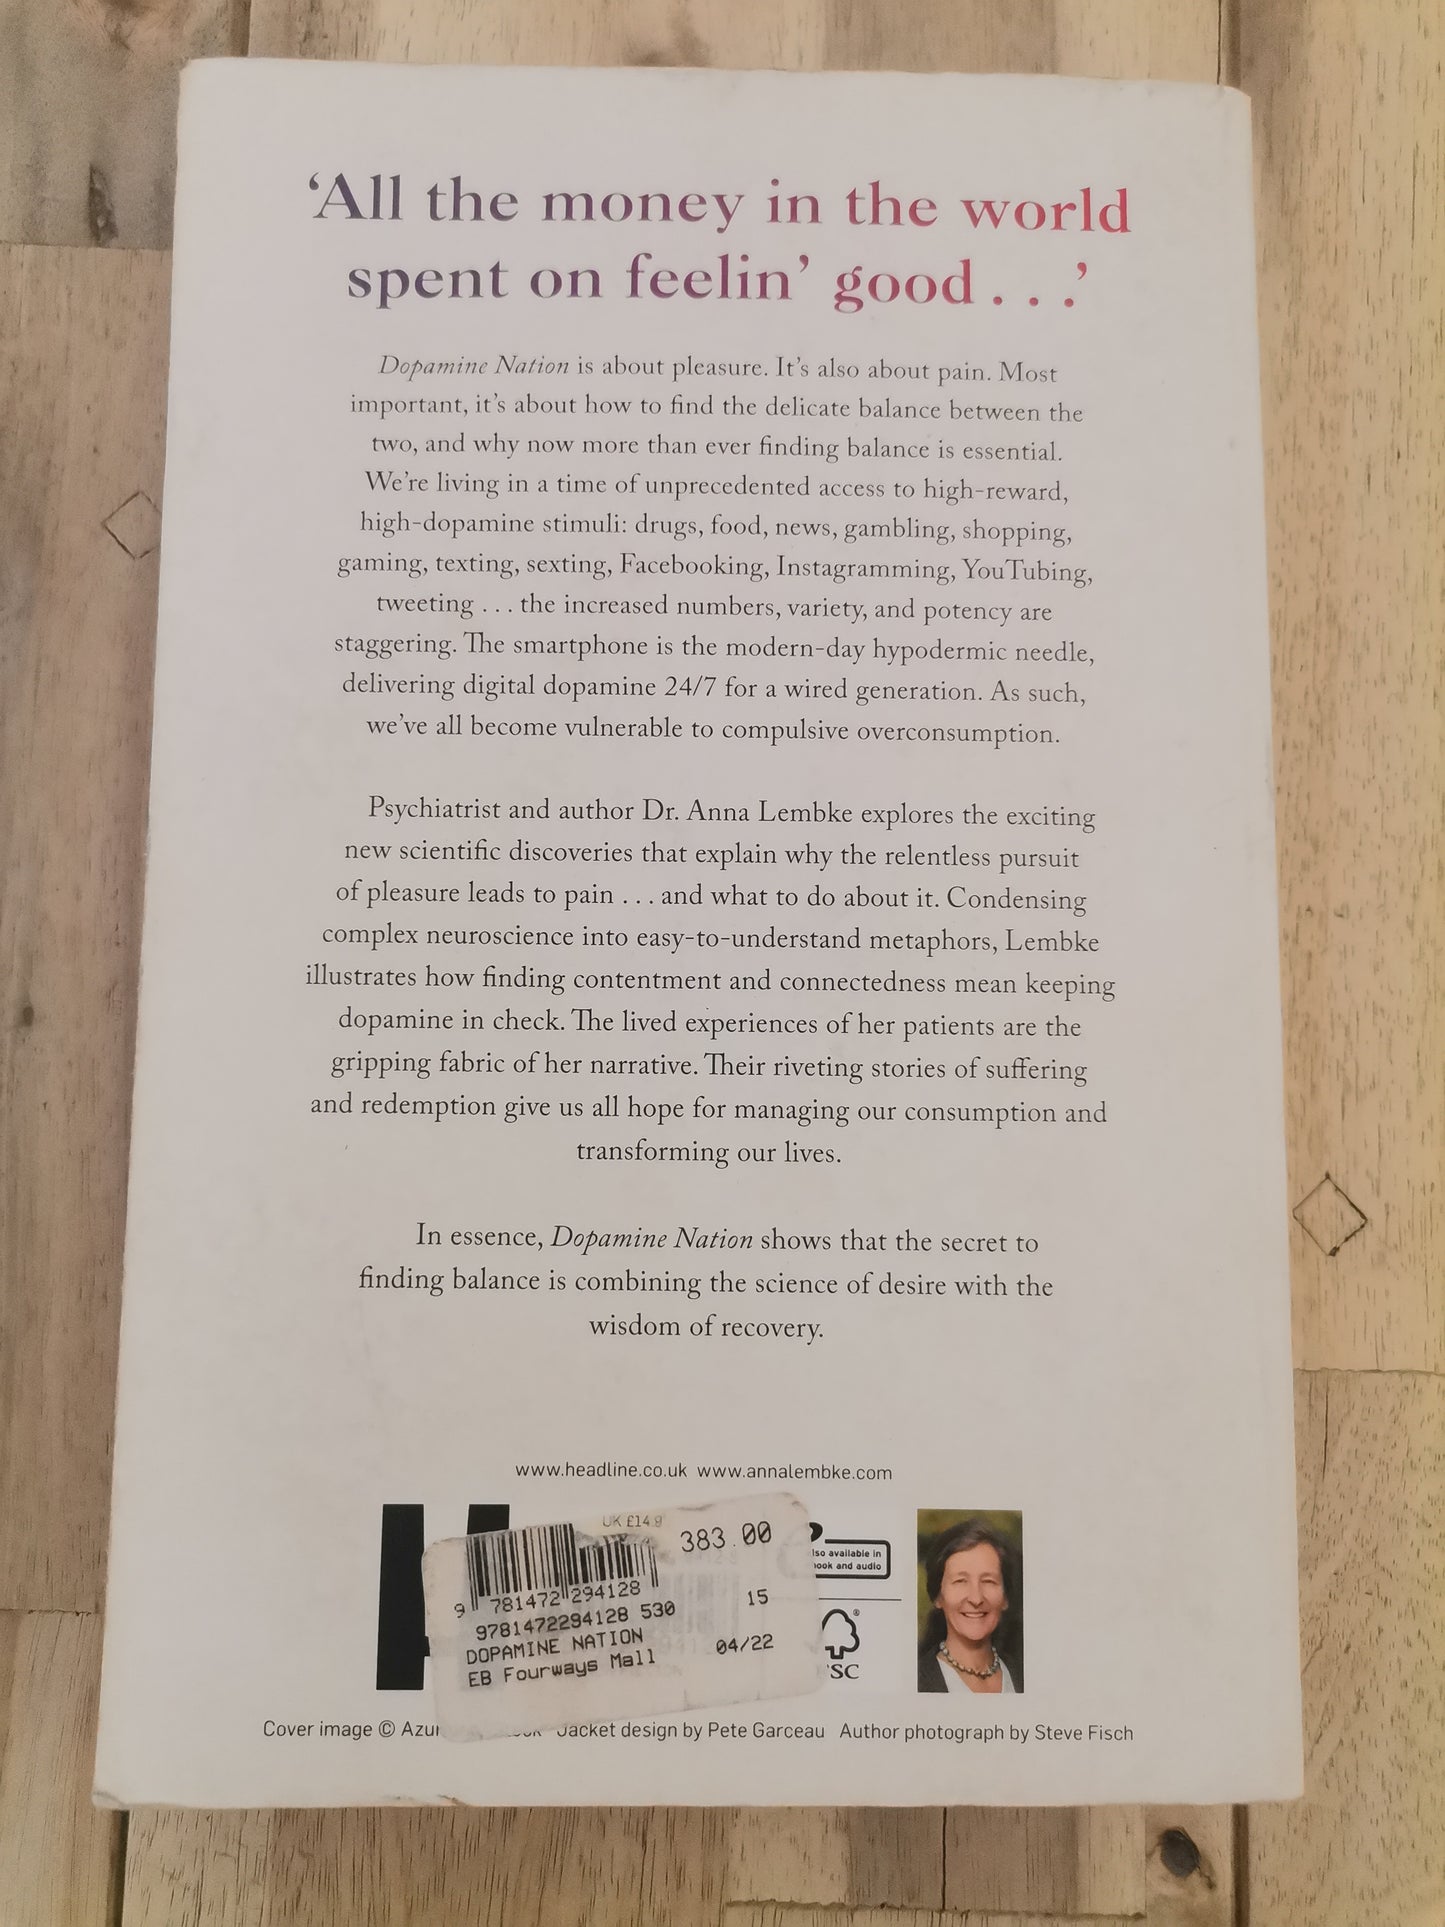 ‘All the money in the world
spent on feelin’ good . . .’
Dopamine Nation is about pleasure. It’s also about pain. Most
important, it’s about how to find the delicate balance between the
two, and why now more than ever finding balance is essential.
We’re living in a time of unprecedented access to high-reward,
high-dopamine stimuli: drugs, food, news, gambling, shopping,
gaming, texting, sexting, Facebooking, Instagramming, YouTubing,
tweeting . . . the increased numbers, variety, and potency are
staggering. The smartphone is the modern-day hypodermic needle,
delivering digital dopamine 24/7 for a wired generation. As such,
we’ve all become vulnerable to compulsive overconsumption.
Psychiatrist and author Dr. Anna Lembke explores the exciting
new scientific discoveries that explain why the relentless pursuit
of pleasure leads to pain . . . and what to do about it. Condensing
complex neuroscience into easy-to-understand metaphors, Lembke
illustrates how finding contentment and connectedness mean keeping
dopamine in check. The lived experiences of her patients are the
gripping fabric of her narrative. Their riveting stories of suffering
and redemption give us all hope for managing our consumption and
transforming our lives.
In essence, Dopamine Nation shows that the secret to
finding balance is combining the science of desire with the
wisdom of recovery.
www.headline.co.uk www.annalembke.com
UK £14.9
383.00
9 781472 294128
9781472294128 530 15
DOPAMINE NATION
EB Fourways Mall 04/22
lso available in
ook and audio
SC
Cover image © Azur Jacket design by Pete Garceau Author photograph by Steve Fisch